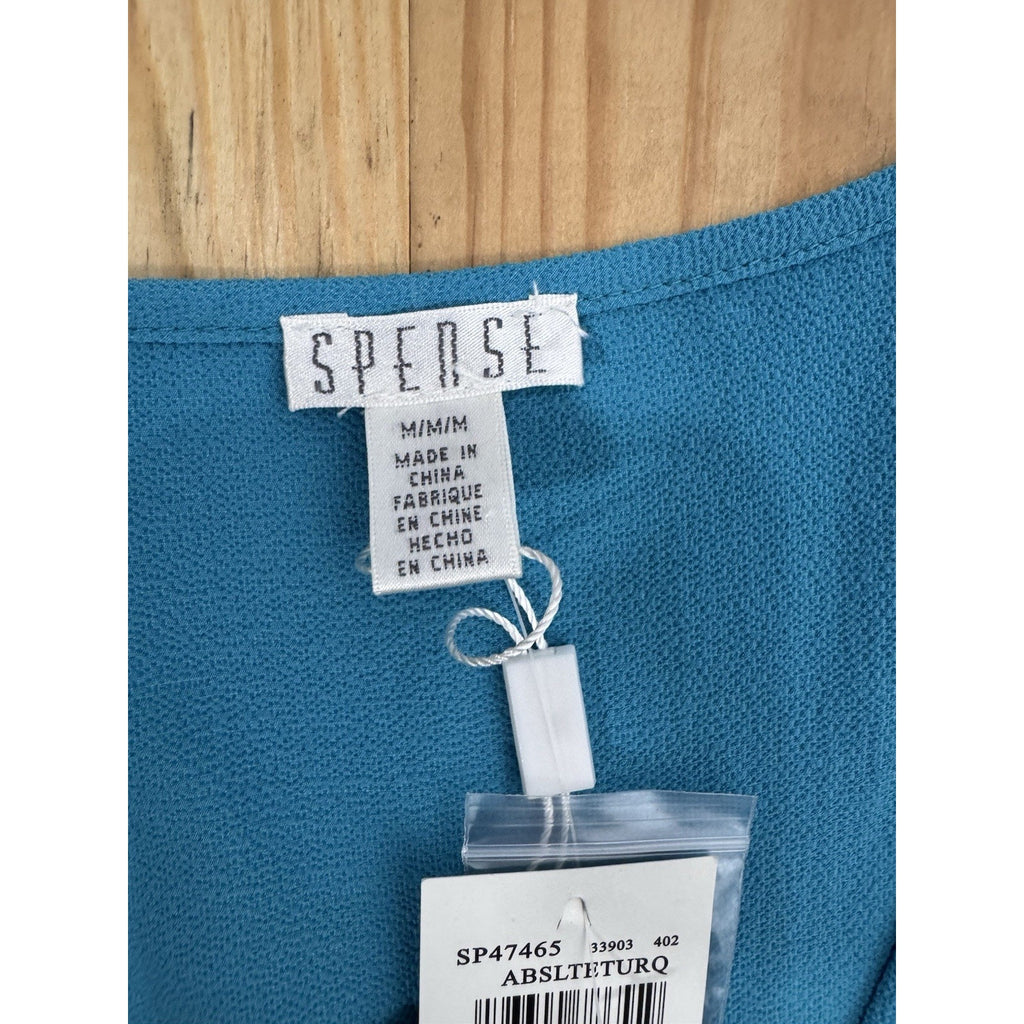 SPENSE
M/M/M
MADE IN
CHINA
FABRIQUE
EN CHINE
HECHO
EN CHINA
SP47465 33903 402
ABSLTETURQ